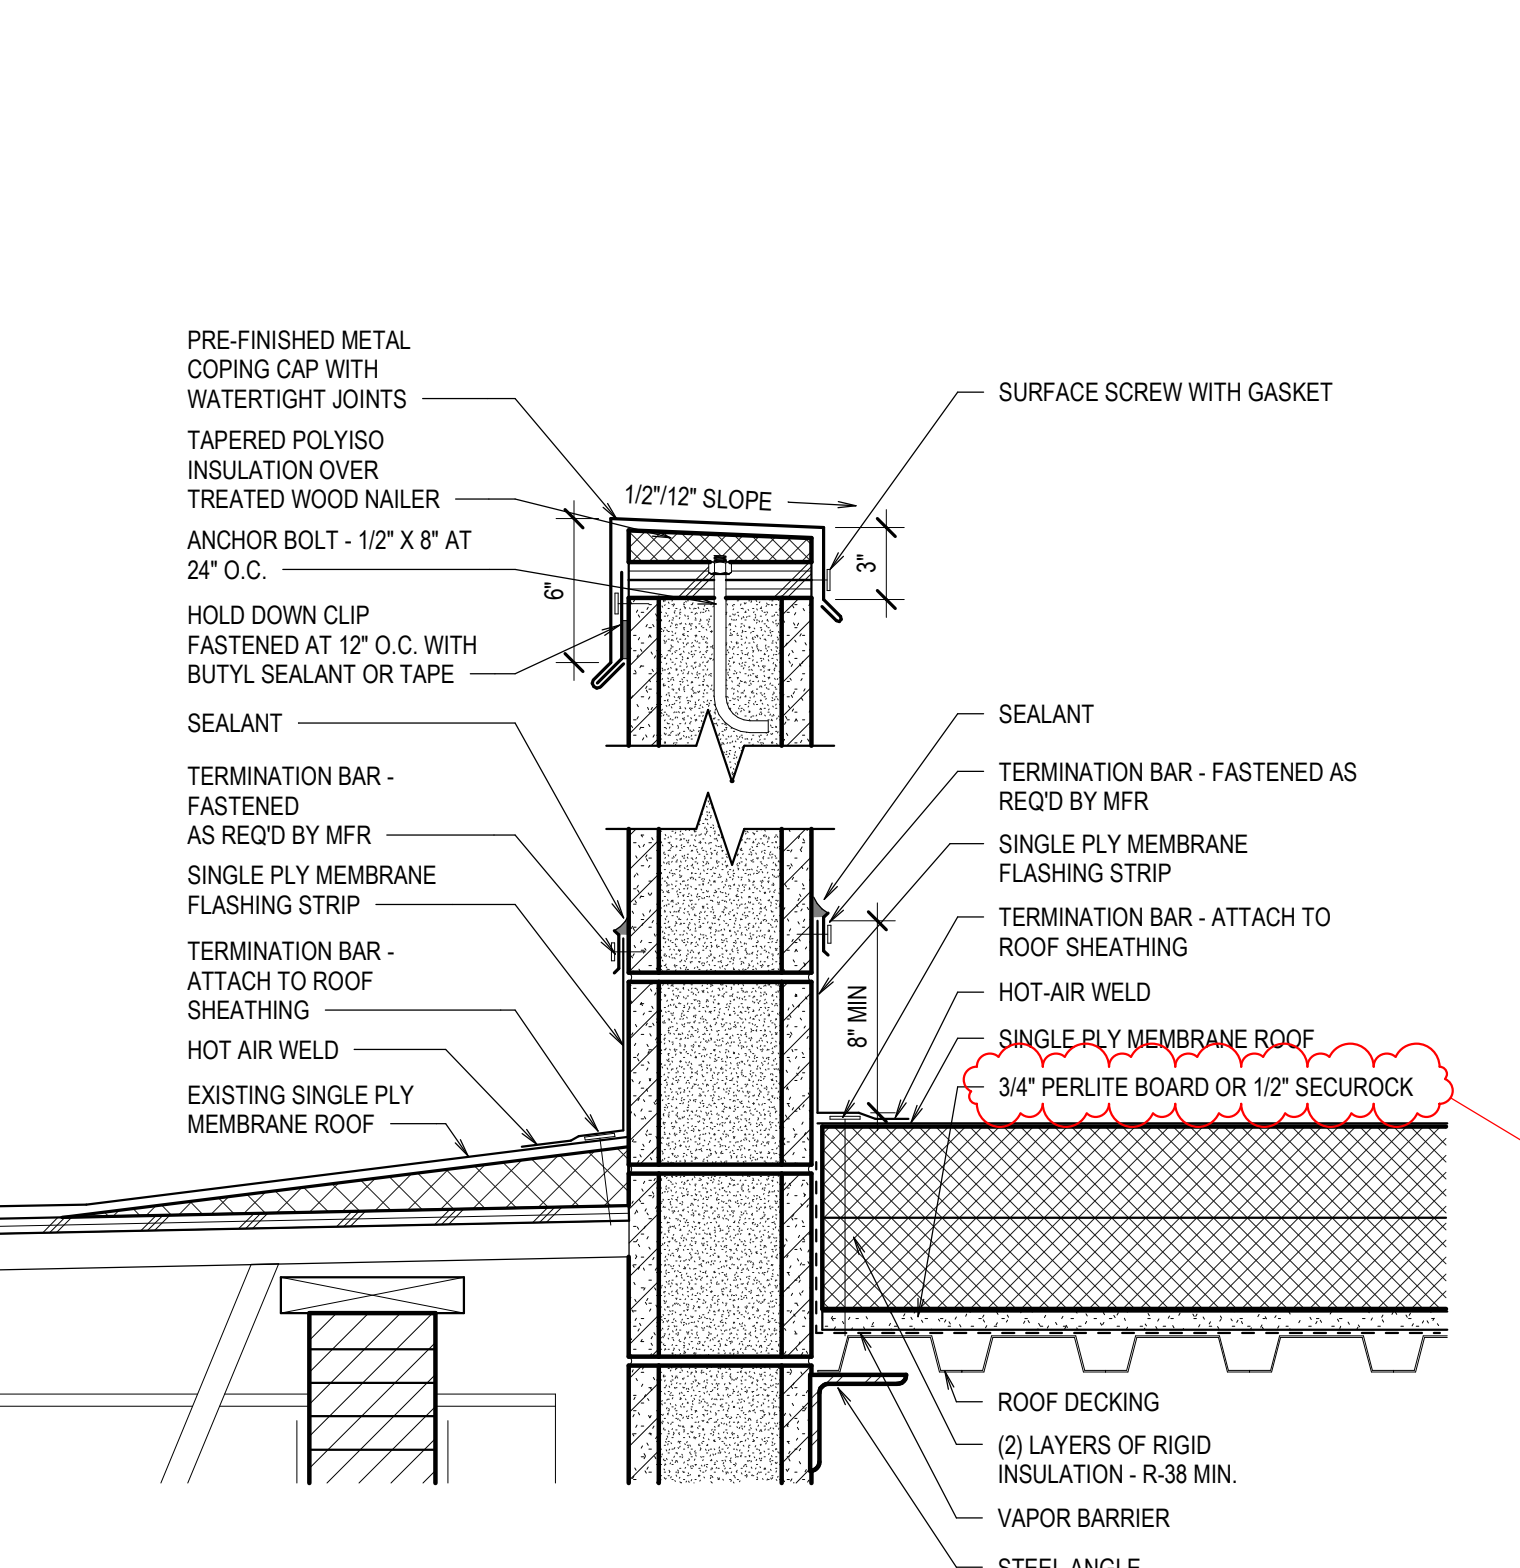 PRE-FINISHED METAL
COPING CAP WITH
WATERTIGHT JOINTS
TAPERED POLYISO
INSULATION OVER
TREATED WOOD NAILER
ANCHOR BOLT - 1/2" X 8" AT
24" O.C.
HOLD DOWN CLIP
FASTENED AT 12" O.C. WITH
BUTYL SEALANT OR TAPE
SEALANT
TERMINATION BAR -
FASTENED
AS REQ'D BY MFR
SINGLE PLY MEMBRANE
FLASHING STRIP
TERMINATION BAR -
ATTACH TO ROOF
SHEATHING
HOT AIR WELD
EXISTING SINGLE PLY
MEMBRANE ROOF
1/2"/12" SLOPE
6"
3"
8" MIN
SURFACE SCREW WITH GASKET
SEALANT
TERMINATION BAR - FASTENED AS
REQ'D BY MFR
SINGLE PLY MEMBRANE
FLASHING STRIP
TERMINATION BAR - ATTACH TO
ROOF SHEATHING
HOT-AIR WELD
SINGLE PLY MEMBRANE ROOF
3/4" PERLITE BOARD OR 1/2" SECUROCK
ROOF DECKING
(2) LAYERS OF RIGID
INSULATION - R-38 MIN.
VAPOR BARRIER
STEEL ANGLE